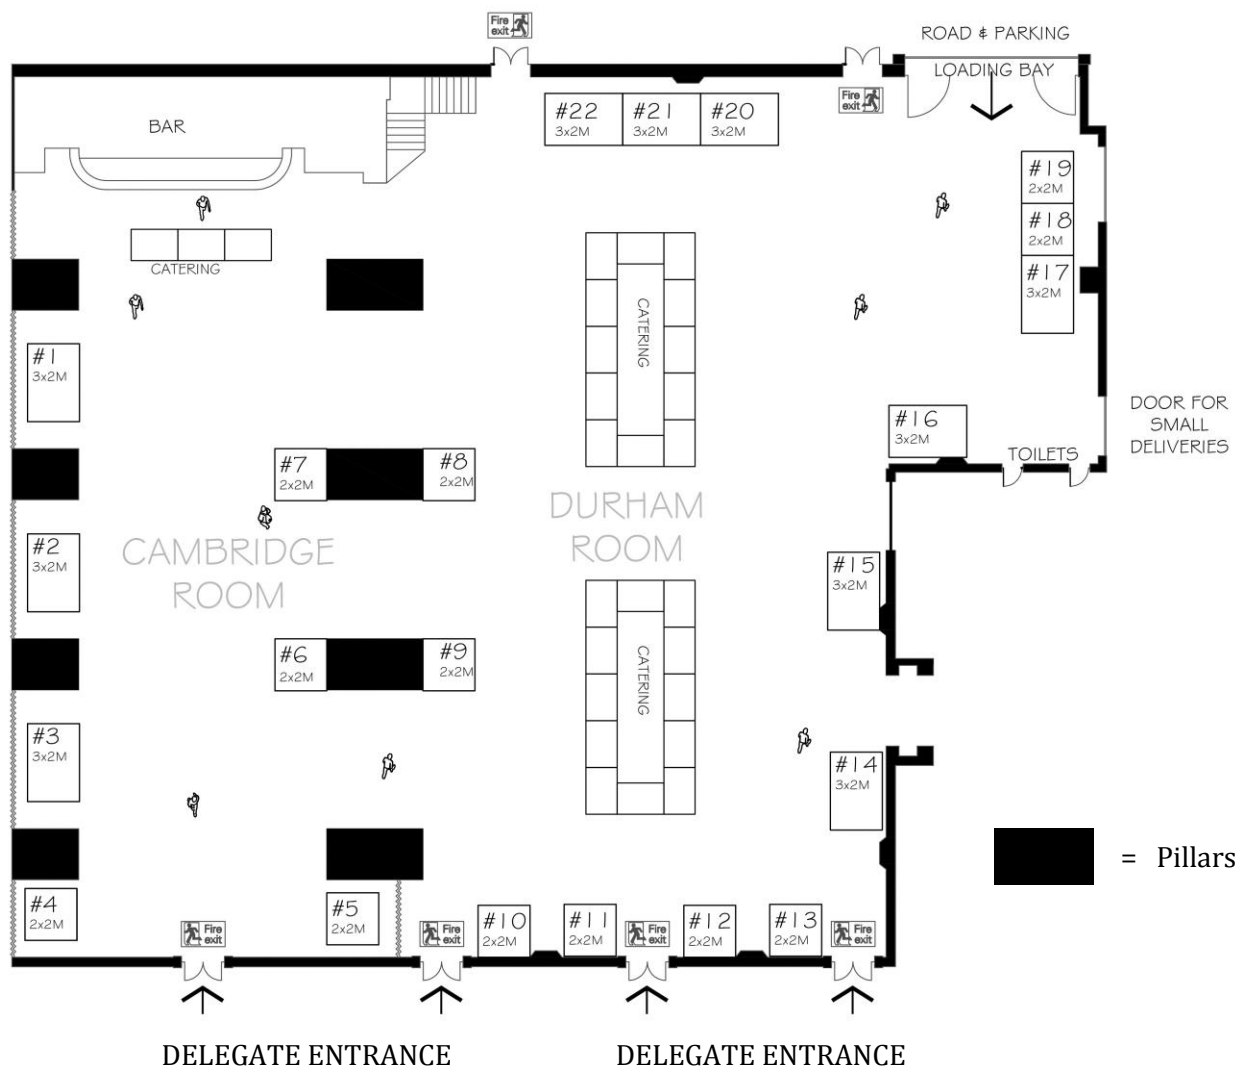 Fire
exit
ROAD & PARKING
LOADING BAY
Fire
exit
BAR
#22
3x2M
#21
3x2M
#20
3x2M
#19
2x2M
#18
2x2M
#17
3x2M
CATERING
CATERING
#1
3x2M
#16
3x2M
TOILETS
DOOR FOR
SMALL
DELIVERIES
#7
2x2M
#8
2x2M
DURHAM
ROOM
CAMBRIDGE
ROOM
#2
3x2M
#15
3x2M
#6
2x2M
#9
2x2M
CATERING
#3
3x2M
#14
3x2M
= Pillars
#4
2x2M
#5
2x2M
#10
2x2M
#11
2x2M
#12
2x2M
#13
2x2M
Fire
exit
Fire
exit
Fire
exit
Fire
exit
DELEGATE ENTRANCE
DELEGATE ENTRANCE